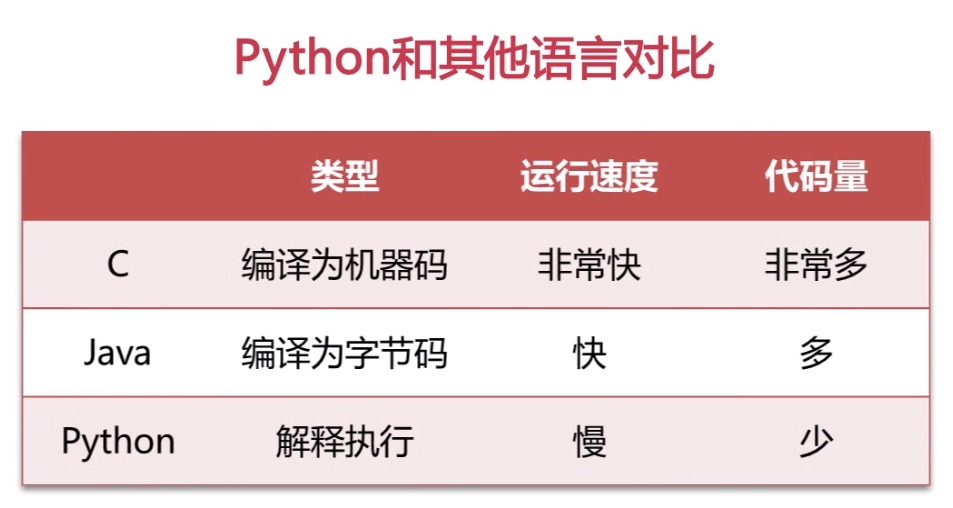 Python和其他语言对比
类型 运行速度 代码量
C 编译为机器码 非常快 非常多
Java 编译为字节码 快 多
Python 解释执行 慢 少